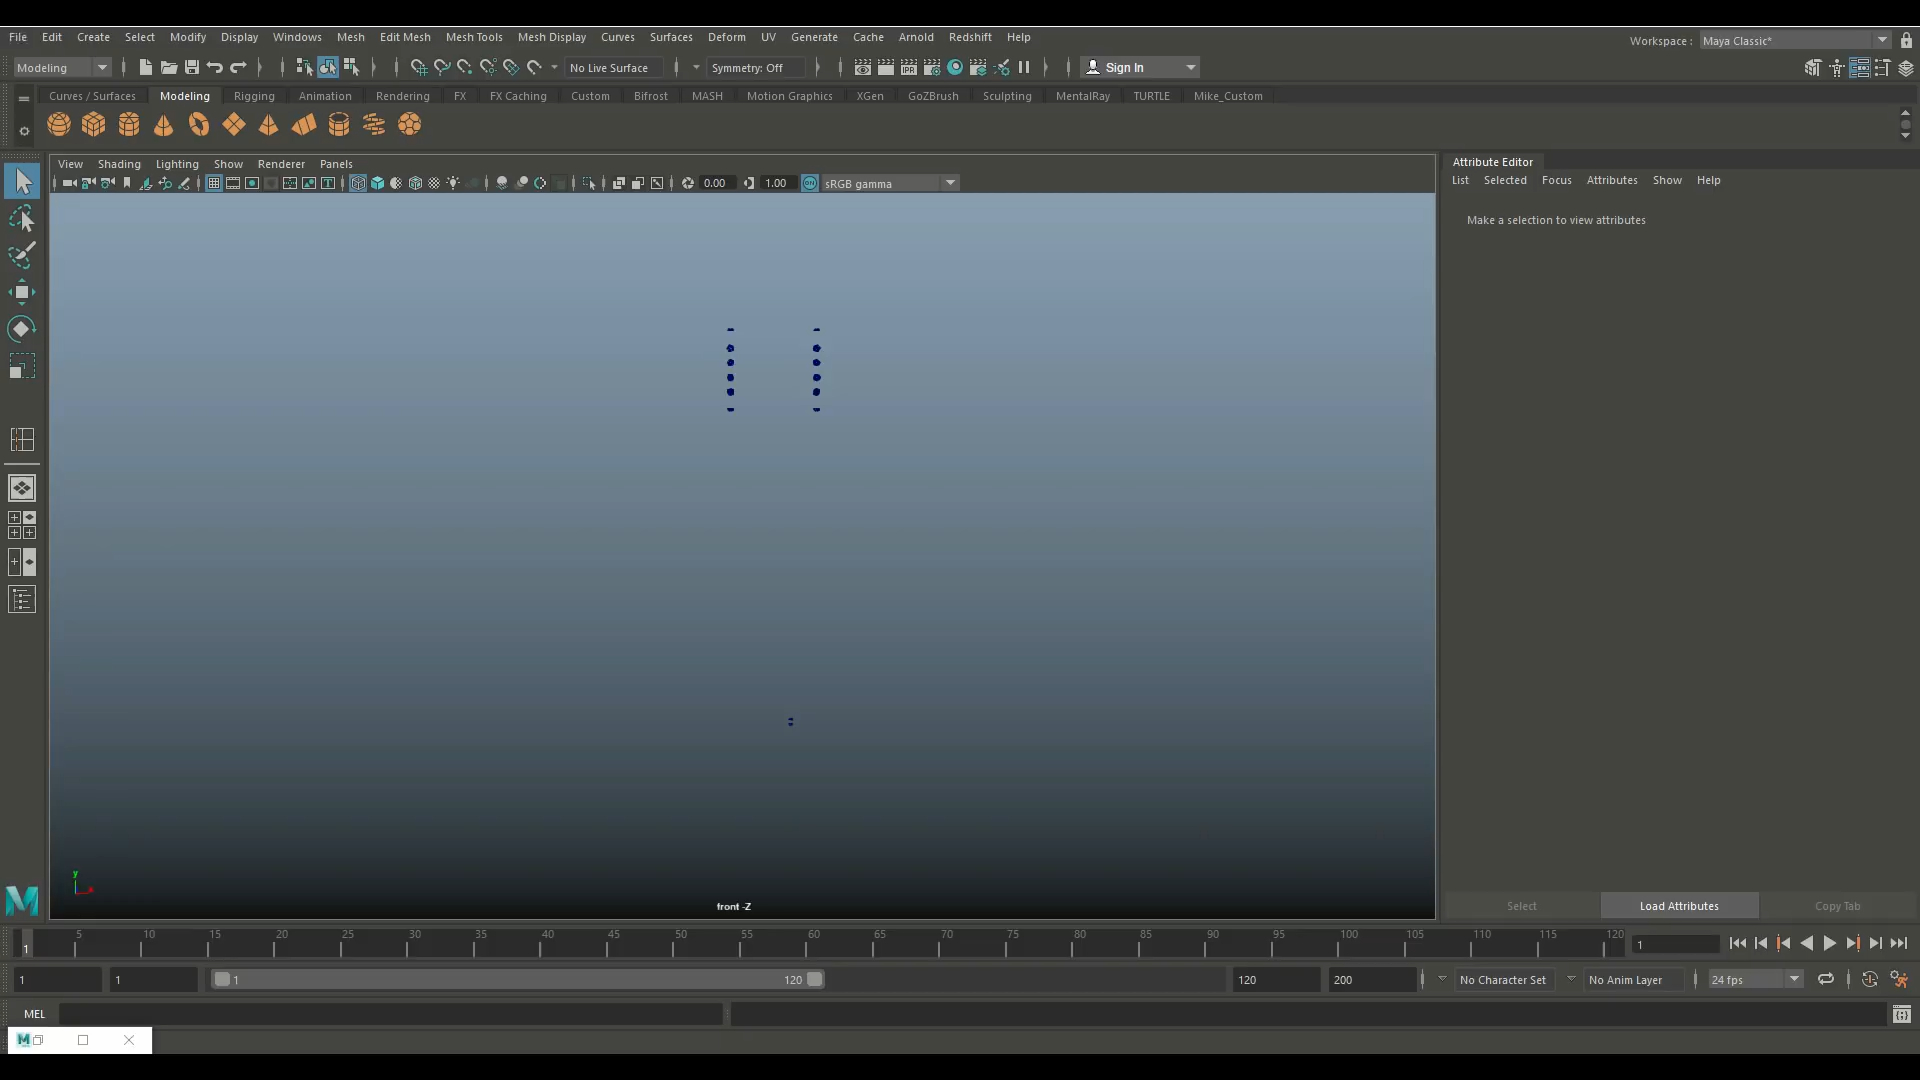 File Edit Create Select Modify Display Windows Mesh Edit Mesh Mesh Tools Mesh Display Curves Surfaces Deform UV Generate Cache Arnold Redshift Help
Workspace : Maya Classic*
Modeling No Live Surface Symmetry: Off IPR Sign In
Curves / Surfaces Modeling Rigging Animation Rendering FX FX Caching Custom Bifrost MASH Motion Graphics XGen GoZBrush Sculpting MentalRay TURTLE Mike_Custom
View Shading Lighting Show Renderer Panels
0.00 1.00 ON sRGB gamma
Attribute Editor
List Selected Focus Attributes Show Help
Make a selection to view attributes
y
front -Z
Select Load Attributes Copy Tab
1 5 10 15 20 25 30 35 40 45 50 55 60 65 70 75 80 85 90 95 100 105 110 115 120 1
1 1 1 120 120 200 No Character Set No Anim Layer 24 fps
MEL
M